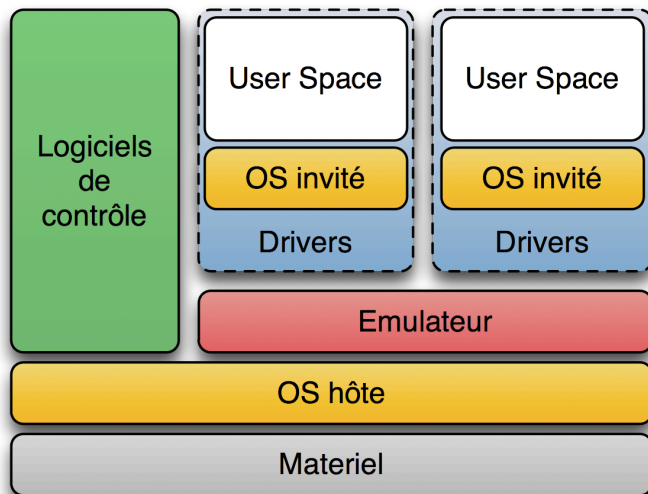 Logiciels
de
contrôle
User Space
OS invité
Drivers
User Space
OS invité
Drivers
Emulateur
OS hôte
Materiel